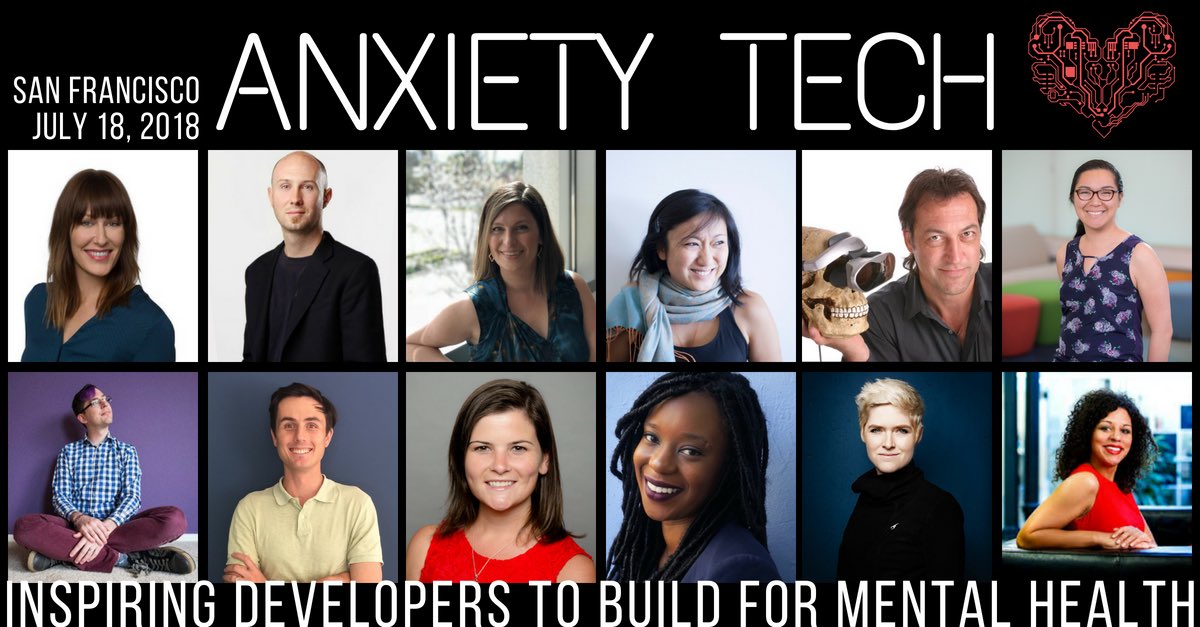 SAN FRANCISCO
JULY 18, 2018
ANXIETY TECH
INSPIRING DEVELOPERS TO BUILD FOR MENTAL HEALTH